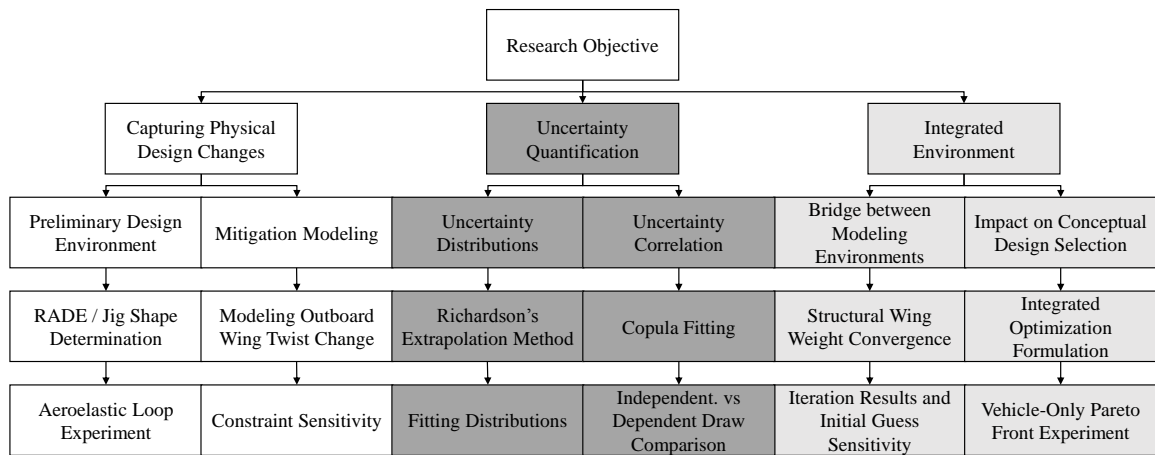 Research Objective
Capturing Physical
Design Changes
Uncertainty
Quantification
Integrated
Environment
Preliminary Design
Environment
Mitigation Modeling
Uncertainty
Distributions
Uncertainty
Correlation
Bridge between
Modeling
Environments
Impact on Conceptual
Design Selection
RADE / Jig Shape
Determination
Modeling Outboard
Wing Twist Change
Richardson's
Extrapolation Method
Copula Fitting
Structural Wing
Weight Convergence
Integrated
Optimization
Formulation
Aeroelastic Loop
Experiment
Constraint Sensitivity
Fitting Distributions
Independent. vs
Dependent Draw
Comparison
Iteration Results and
Initial Guess
Sensitivity
Vehicle-Only Pareto
Front Experiment